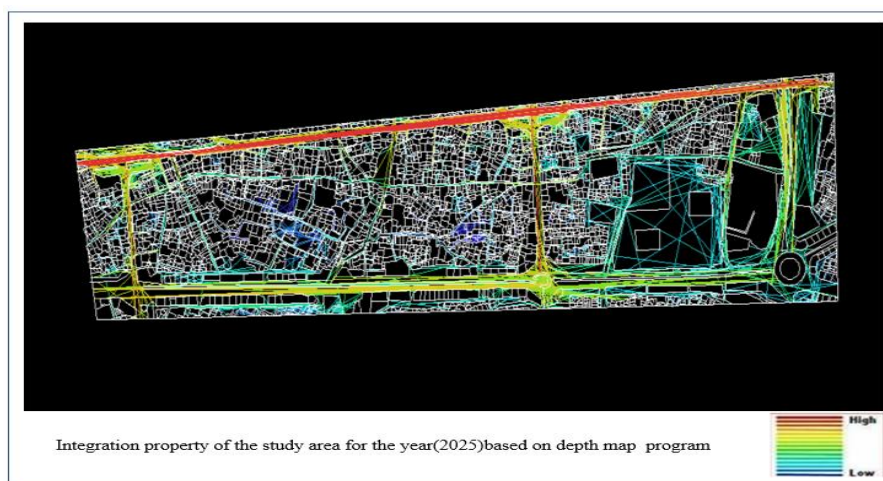 Integration property of the study area for the year(2025)based on depth map program
High
Low